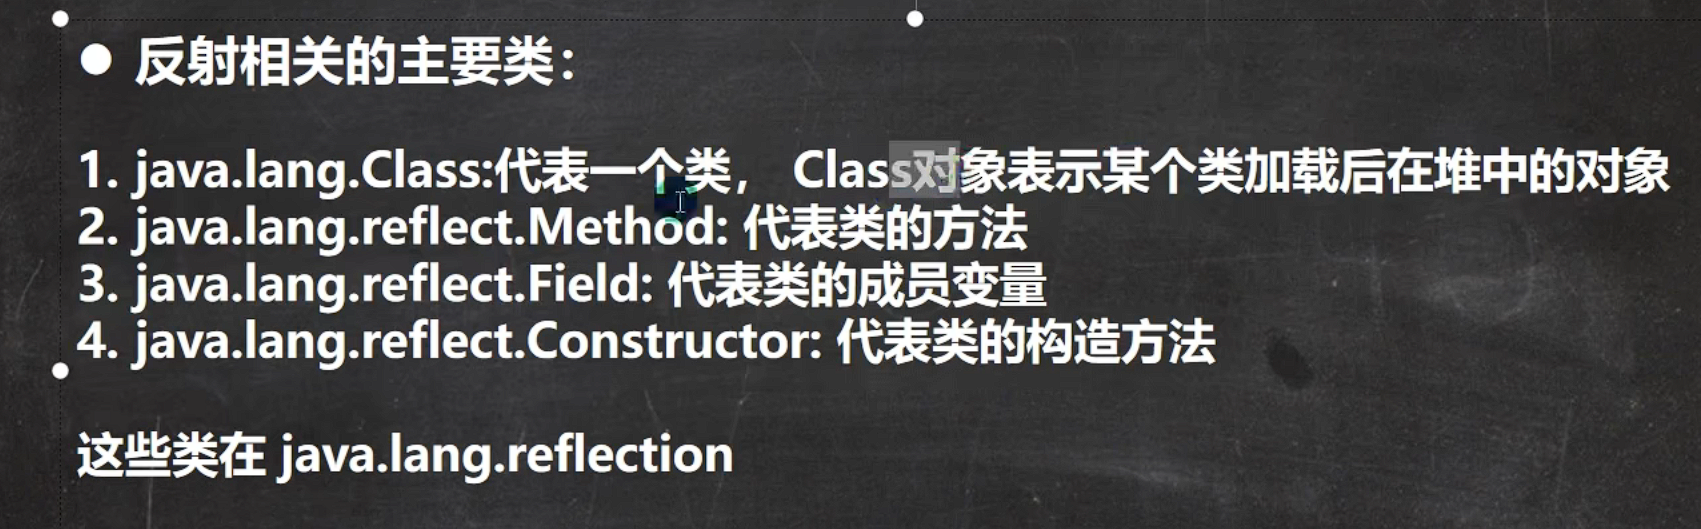 ● 反射相关的主要类：
1. java.lang.Class:代表一个类， Class对象表示某个类加载后在堆中的对象
2. java.lang.reflect.Method: 代表类的方法
3. java.lang.reflect.Field: 代表类的成员变量
4. java.lang.reflect.Constructor: 代表类的构造方法
这些类在 java.lang.reflection